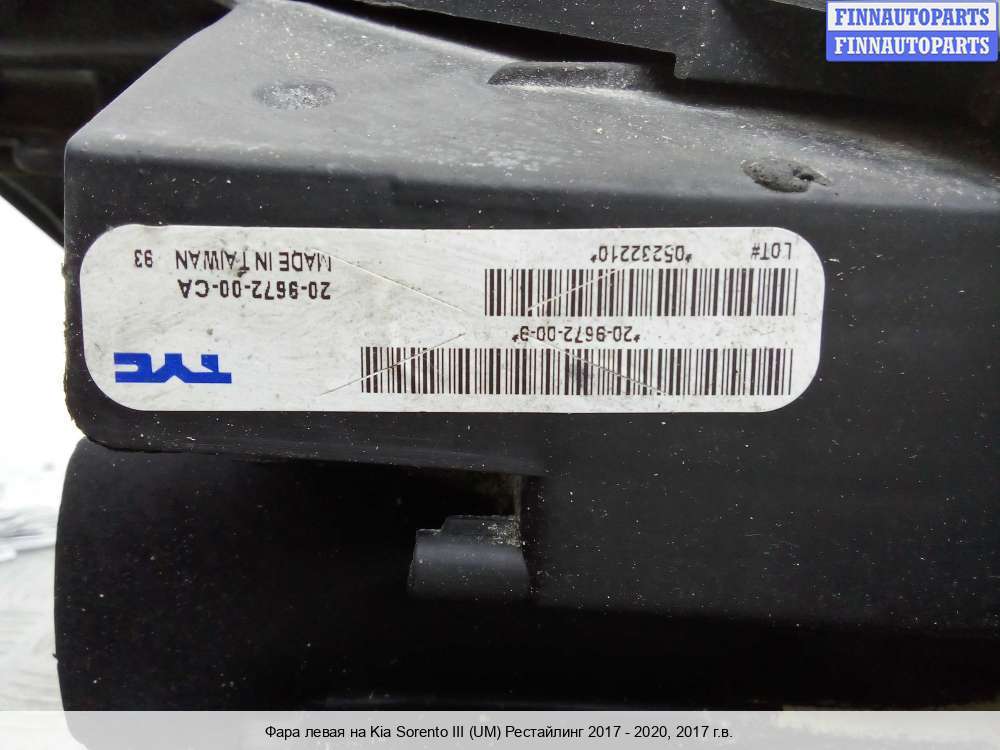 FINNAUTOPARTS
FINNAUTOPARTS
TYC
*20-9672-00-9*
20-9672-00-CA
MADE IN TAIWAN 93
LOT# *05232210*
Фара левая на Kia Sorento III (UM) Рестайлинг 2017 - 2020, 2017 г.в.